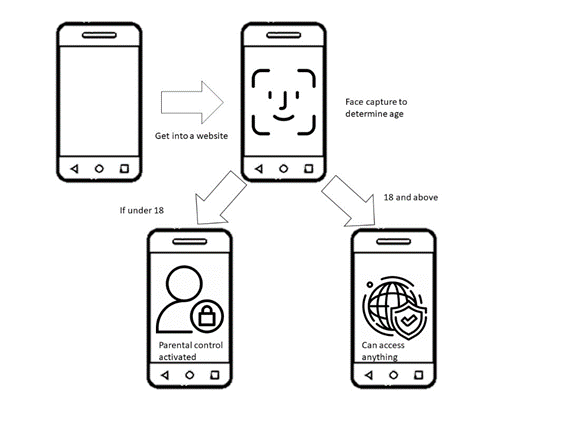 Get into a website
Face capture to
determine age
If under 18
18 and above
Parental control
activated
Can access
anything